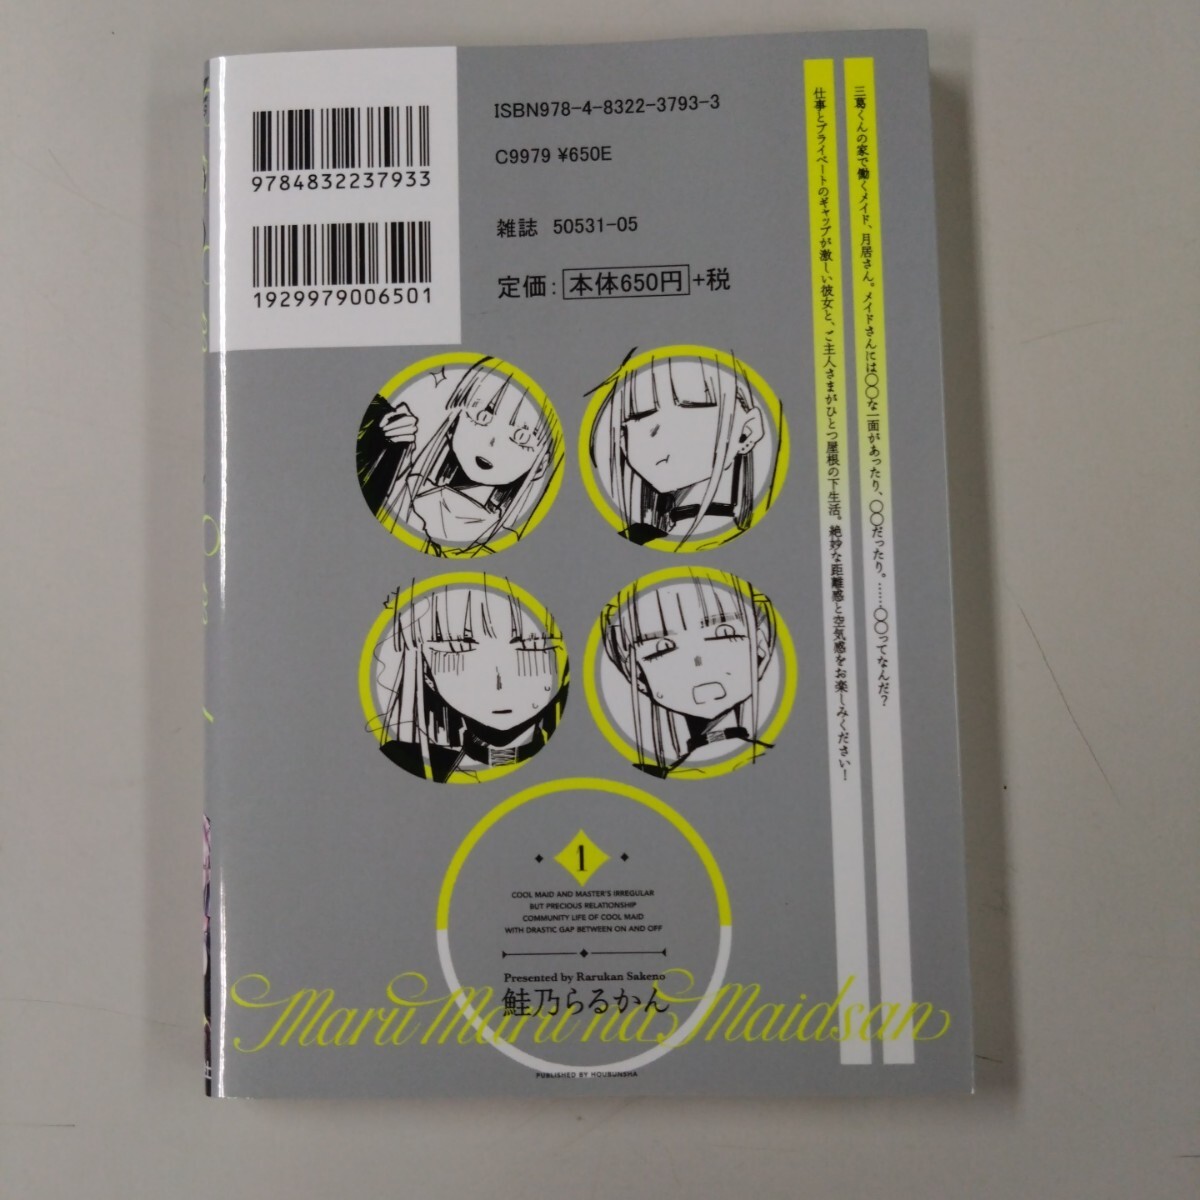 ISBN978-4-8322-3793-3
C9979 ¥650E
9784832237933
1929979006501
雑誌 50531-05
定価：本体650円+税
三葛くんの家で働くメイド、月居さん。メイドさんには〇〇な一面があったり、〇〇だったり。……〇〇ってなんだ？
仕事とプライベートのギャップが激しい彼女と、ご主人さまがひとつ屋根の下生活。絶妙な距離感と空気感をお楽しみください！
1
COOL MAID AND MASTER'S IRREGULAR
BUT PRECIOUS RELATIONSHIP
COMMUNITY LIFE OF COOL MAID
WITH DRASTIC GAP BETWEEN ON AND OFF
Presented by Rarukan Sakeno
鮭乃らるかん
Maru Maru na Maidsan
PUBLISHED BY HOUBUNSHA